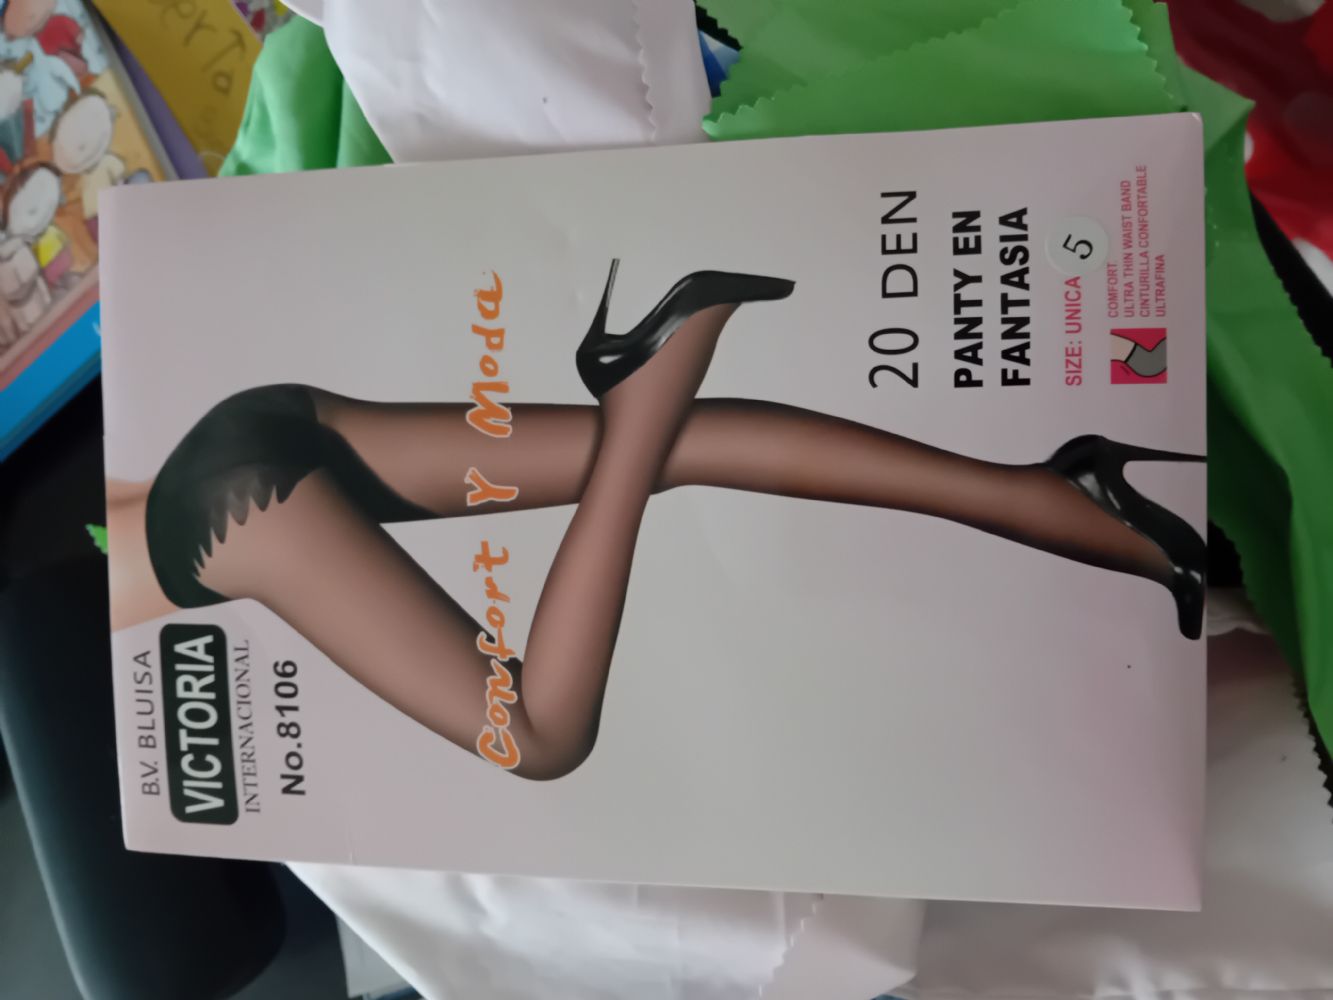 B.V. BLUISA
VICTORIA
INTERNACIONAL
No.8106
Confort Y Moda
20 DEN
PANTY EN
FANTASIA
SIZE: UNICA
5
COMFORT
ULTRA THIN WAIST BAND
CINTURILLA CONFORTABLE
ULTRAFINA